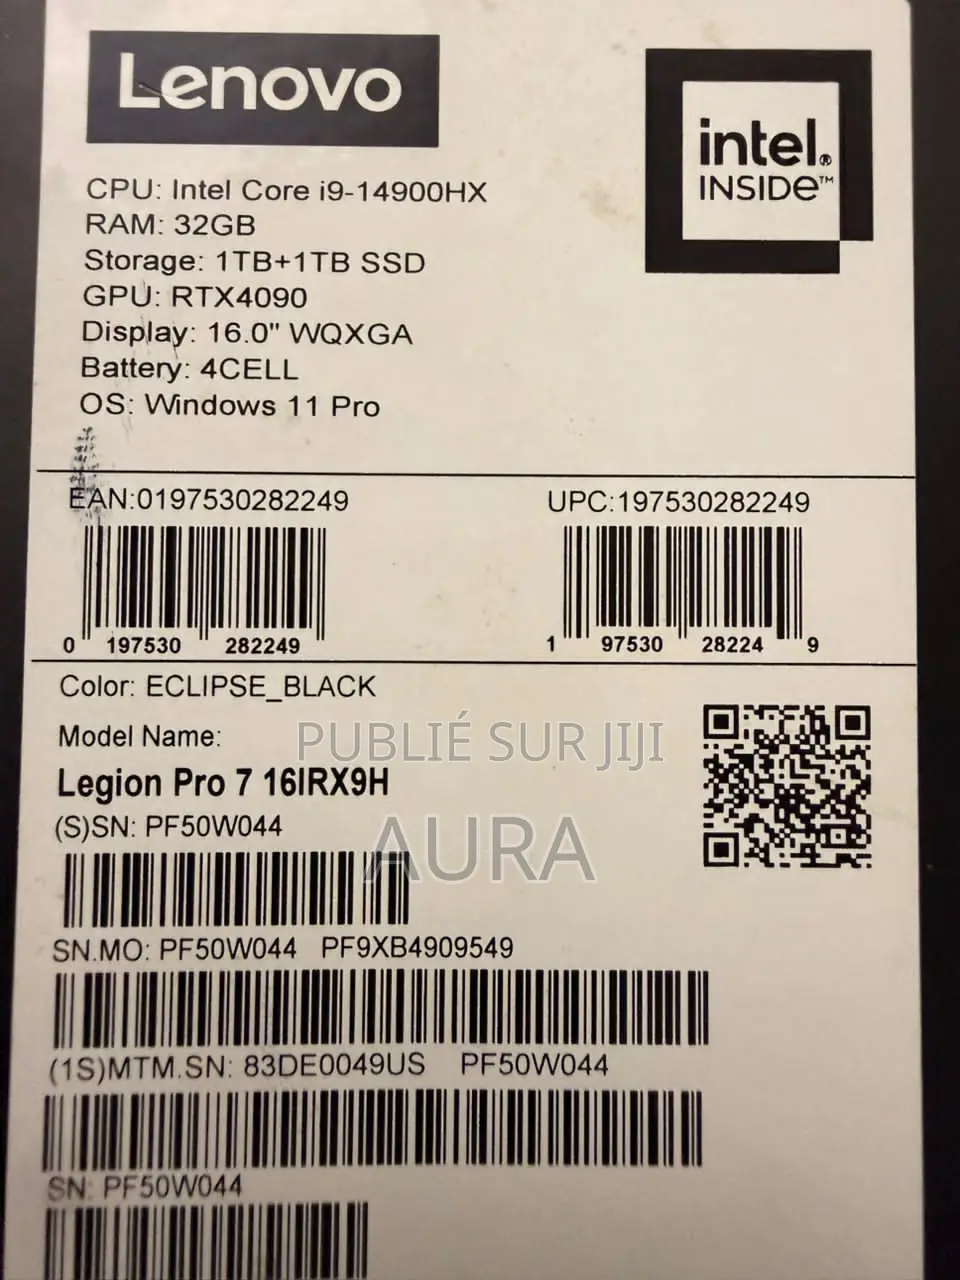 Lenovo
intel®
INSIDe™
CPU: Intel Core i9-14900HX
RAM: 32GB
Storage: 1TB+1TB SSD
GPU: RTX4090
Display: 16.0" WQXGA
Battery: 4CELL
OS: Windows 11 Pro
EAN:0197530282249
UPC:197530282249
0 197530 282249
1 97530 28224 9
Color: ECLIPSE_BLACK
Model Name:
PUBLIÉ SUR JIJI
Legion Pro 7 16IRX9H
(S)SN: PF50W044
AURA
SN.MO: PF50W044 PF9XB4909549
(1S)MTM.SN: 83DE0049US PF50W044
SN: PF50W044